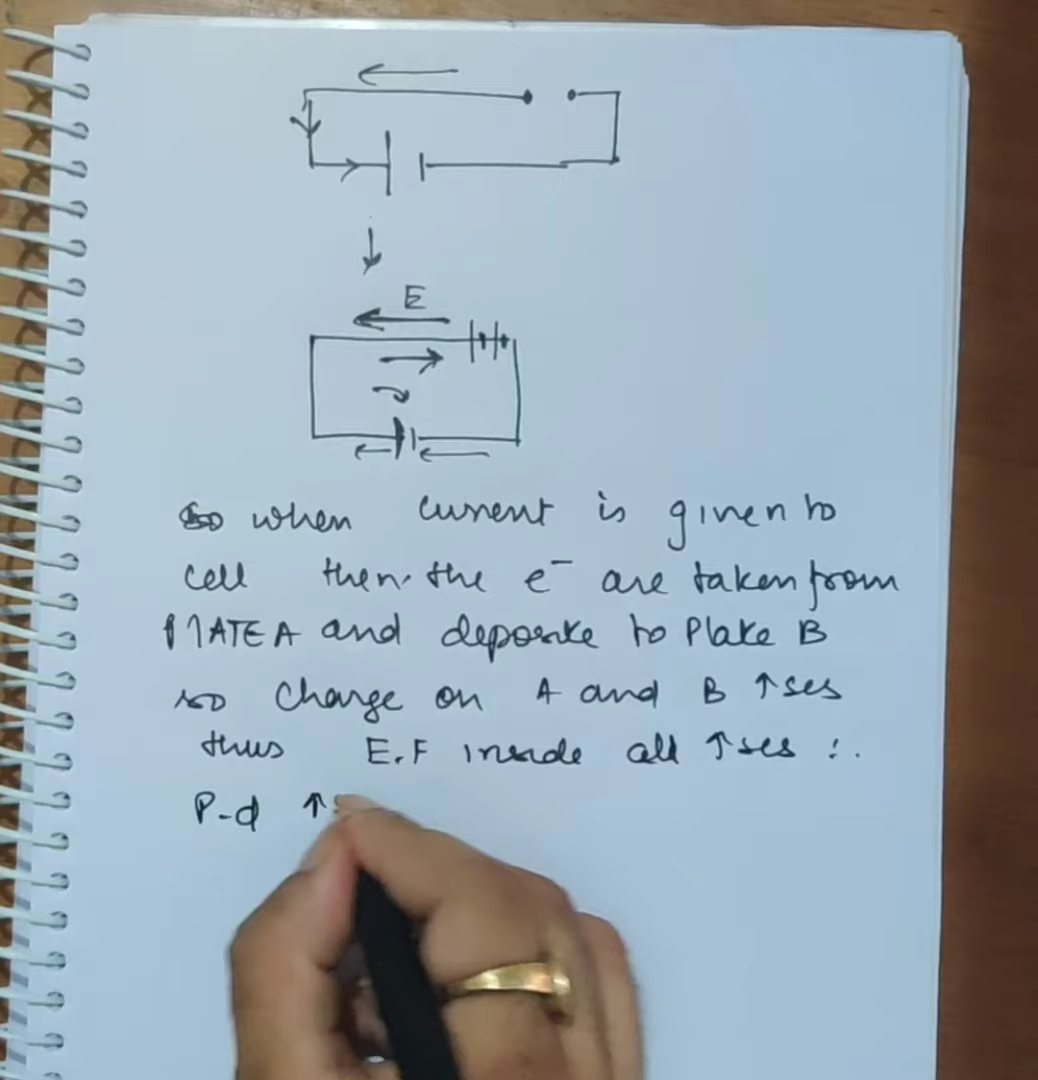 E
so when current is given to
cell then the e⁻ are taken from
PLATE A and deposite to Plate B
so charge on A and B ↑ses
thus E.F inside cell ↑ses ∴
P-d ↑s